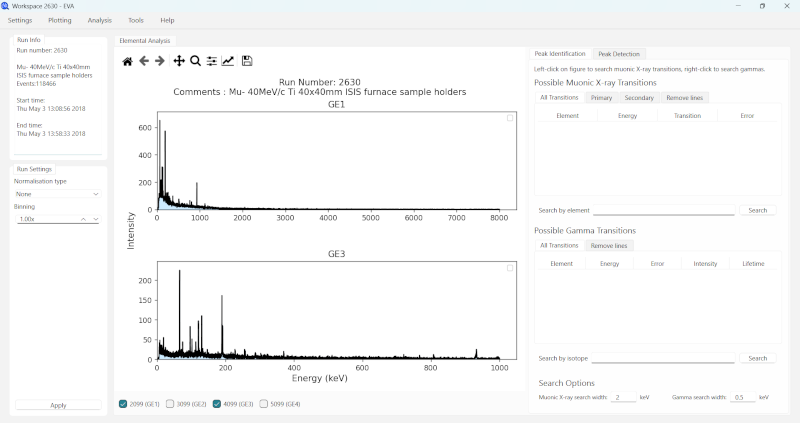 Workspace 2630 - EVA
Settings Plotting Analysis Tools Help
Run Info
Run number: 2630
Mu- 40MeV/c Ti 40x40mm
ISIS furnace sample holders
Events:118466
Start time:
Thu May 3 13:08:56 2018
End time:
Thu May 3 13:58:33 2018
Run Settings
Normalisation type
None
Binning
1.00x
Apply
Elemental Analysis
Run Number: 2630
Comments : Mu- 40MeV/c Ti 40x40mm ISIS furnace sample holders
GE1
600
400
200
0
0 1000 2000 3000 4000 5000 6000 7000 8000
Intensity
GE3
200
150
100
50
0
0 200 400 600 800 1000
Energy (keV)
2099 (GE1) 3099 (GE2) 4099 (GE3) 5099 (GE4)
Peak Identification Peak Detection
Left-click on figure to search muonic X-ray transitions, right-click to search gammas.
Possible Muonic X-ray Transitions
All Transitions Primary Secondary Remove lines
Element Energy Transition Error
Search by element Search
Possible Gamma Transitions
All Transitions Remove lines
Element Energy Error Intensity Lifetime
Search by isotope Search
Search Options
Muonic X-ray search width: 2 keV Gamma search width: 0.5 keV